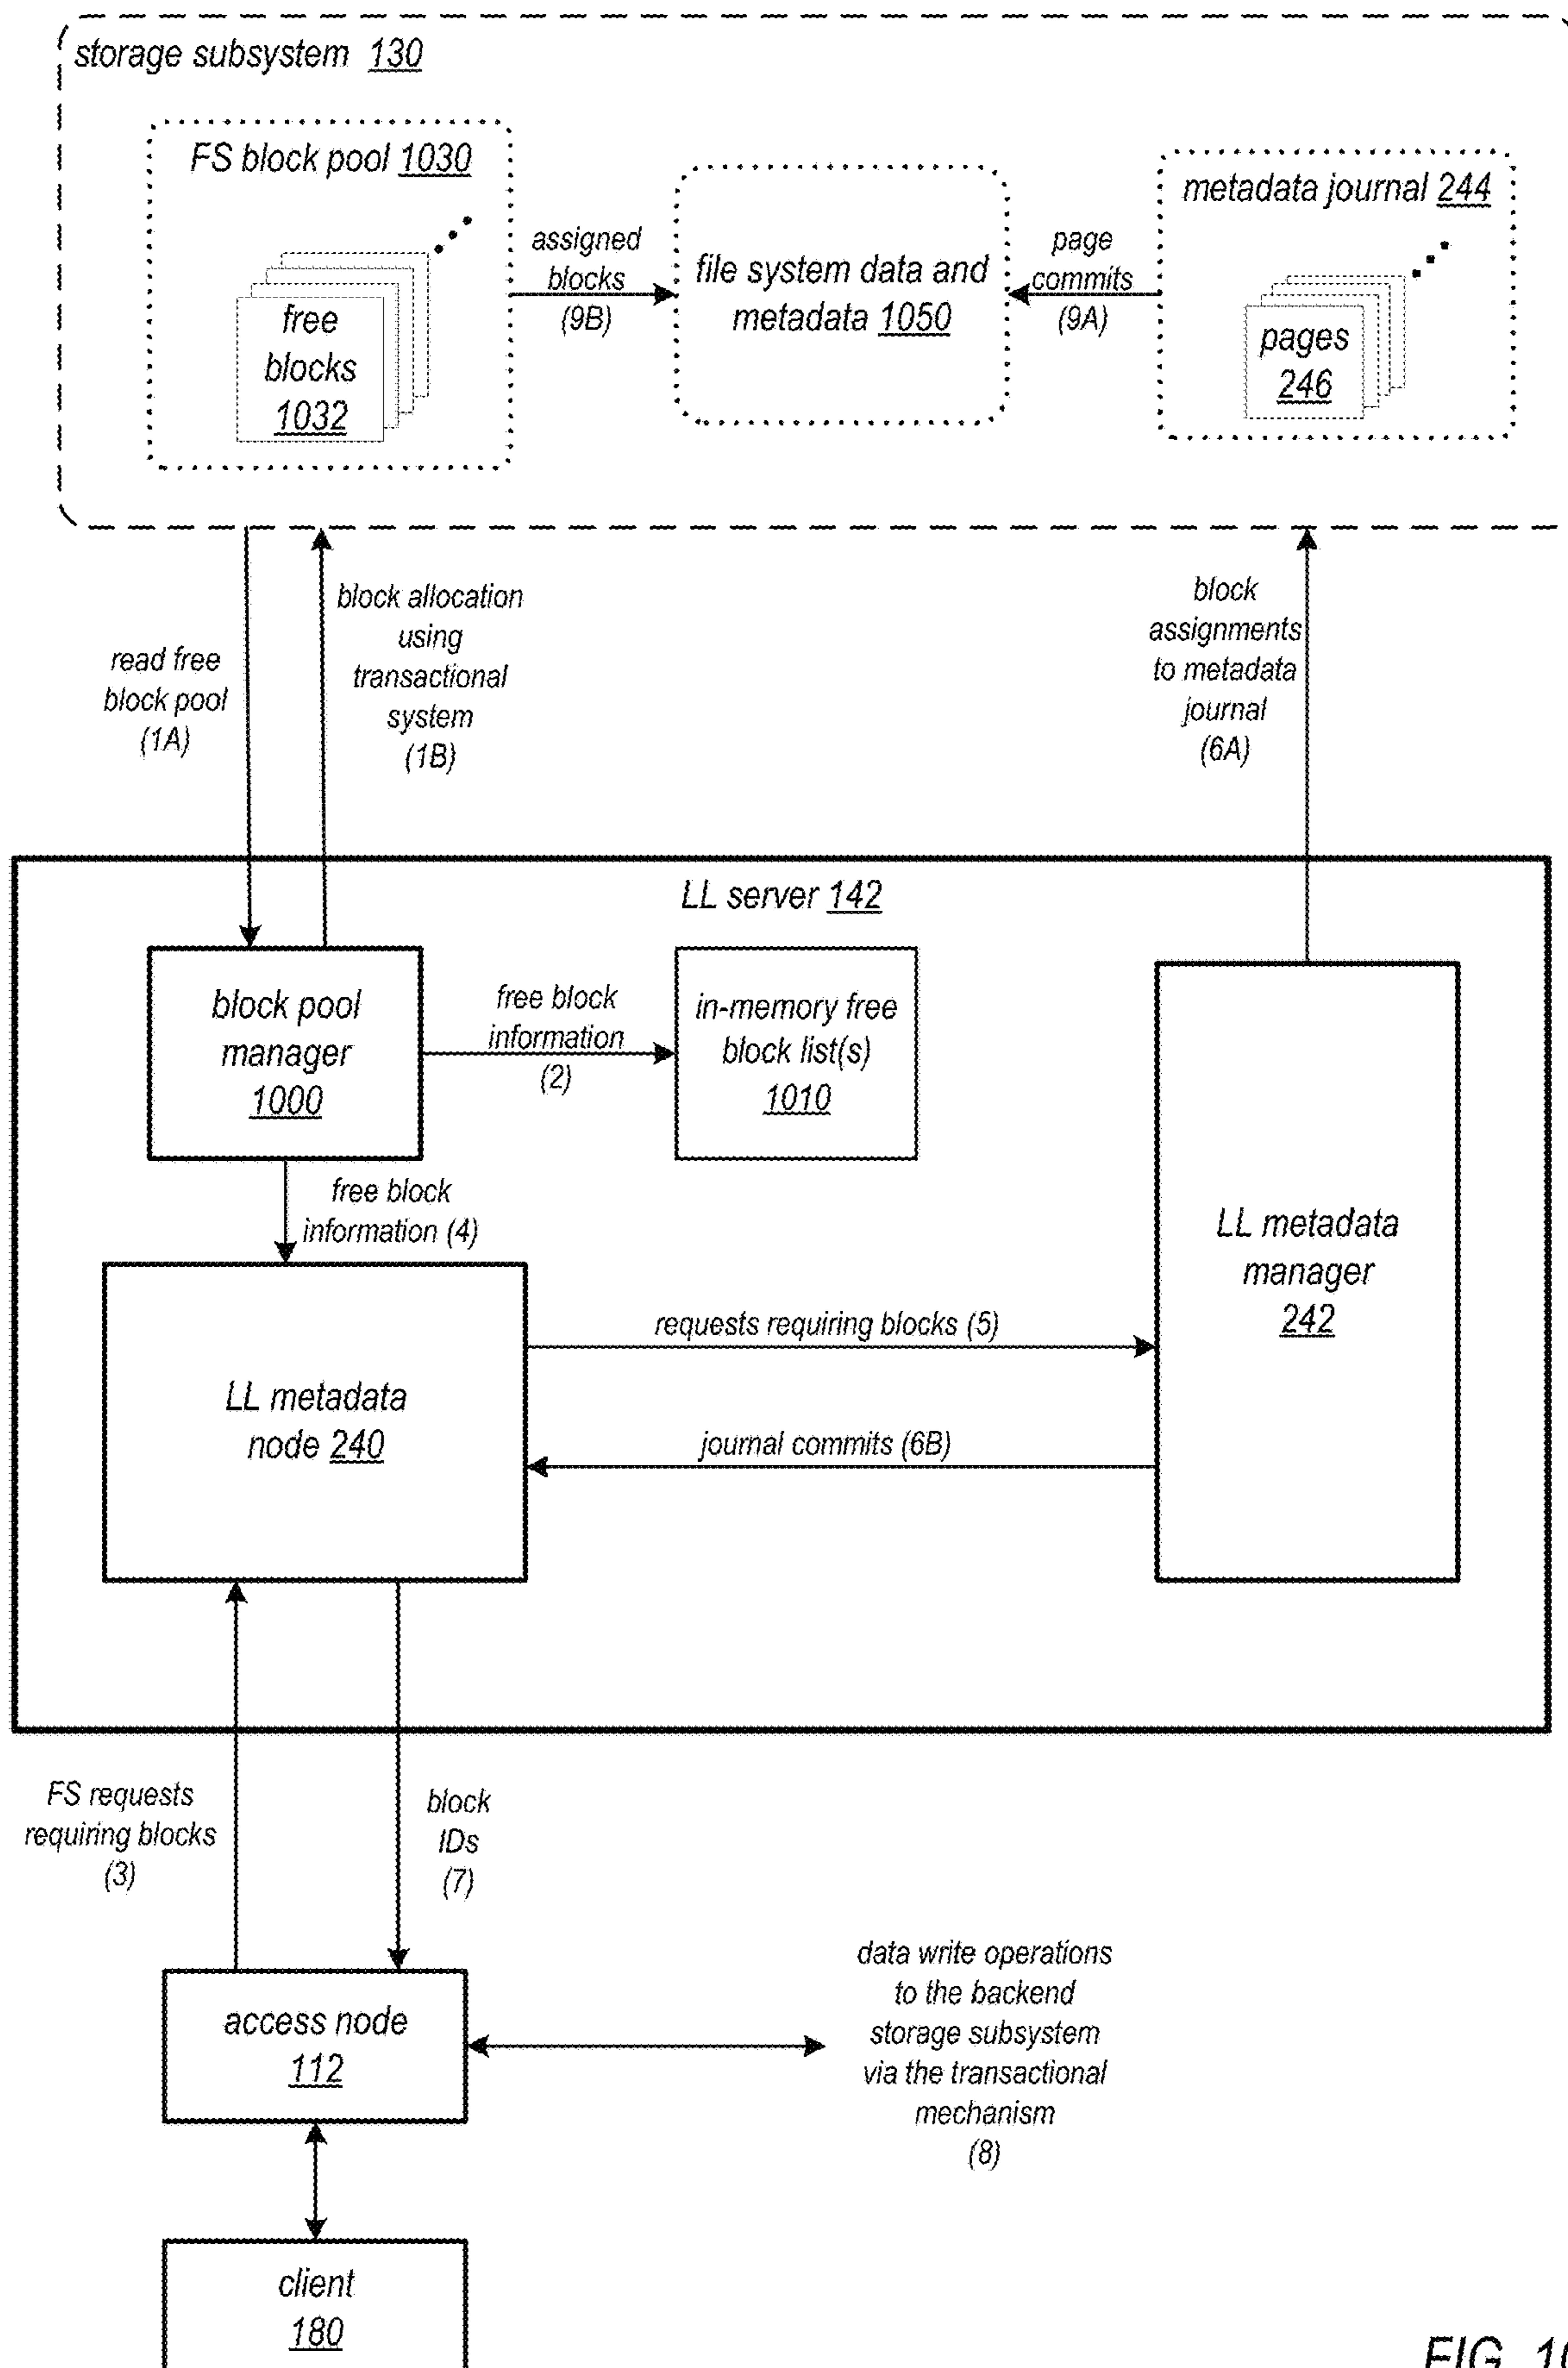 storage subsystem 130
FS block pool 1030
free
blocks
1032
assigned
blocks
(9B)
file system data and
metadata 1050
page
commits
(9A)
metadata journal 244
pages
246
read free
block pool
(1A)
block allocation
using
transactional
system
(1B)
block
assignments
to metadata
journal
(6A)
LL server 142
block pool
manager
1000
free block
information
(2)
in-memory free
block list(s)
1010
free block
information (4)
LL metadata
node 240
requests requiring blocks (5)
journal commits (6B)
LL metadata
manager
242
FS requests
requiring blocks
(3)
block
IDs
(7)
access node
112
data write operations
to the backend
storage subsystem
via the transactional
mechanism
(8)
client
180
FIG. 10